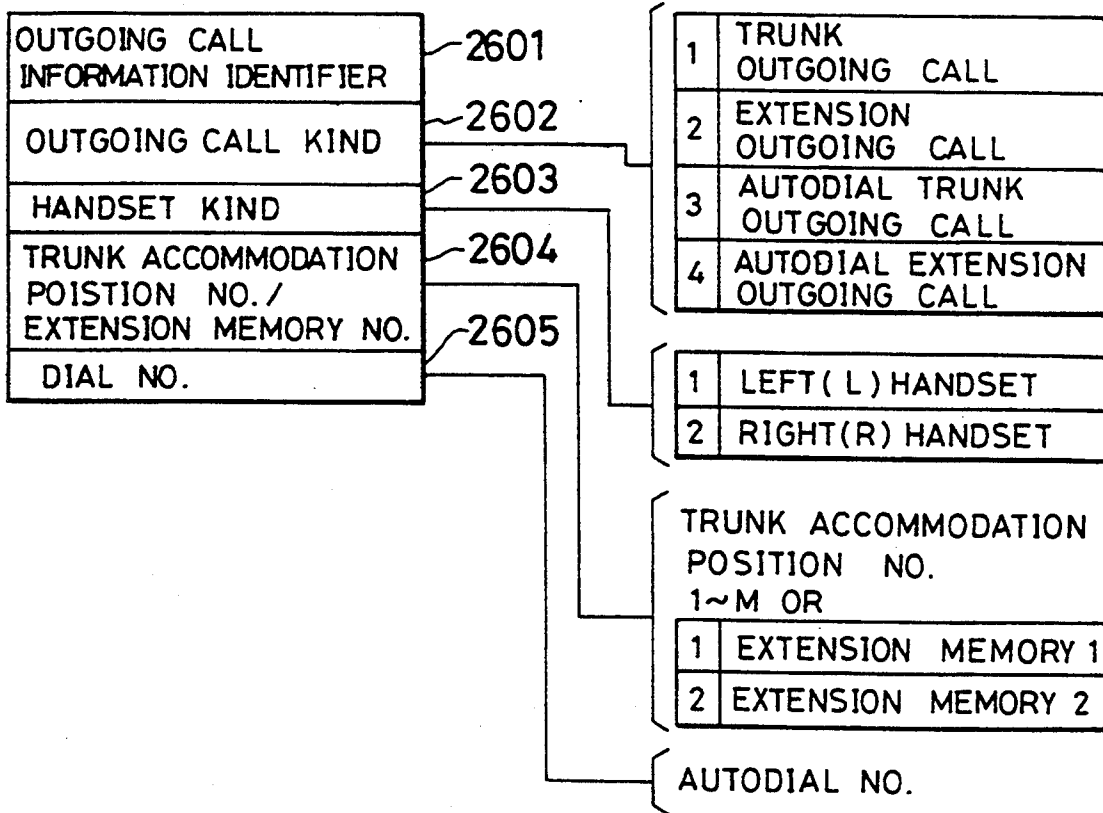 OUTGOING CALL
INFORMATION IDENTIFIER
2601
OUTGOING CALL KIND
2602
HANDSET KIND
2603
TRUNK ACCOMMODATION
POISTION NO./
EXTENSION MEMORY NO.
2604
DIAL NO.
2605
1 TRUNK
OUTGOING CALL
2 EXTENSION
OUTGOING CALL
3 AUTODIAL TRUNK
OUTGOING CALL
4 AUTODIAL EXTENSION
OUTGOING CALL
1 LEFT(L) HANDSET
2 RIGHT(R) HANDSET
TRUNK ACCOMMODATION
POSITION NO.
1~M OR
1 EXTENSION MEMORY 1
2 EXTENSION MEMORY 2
AUTODIAL NO.